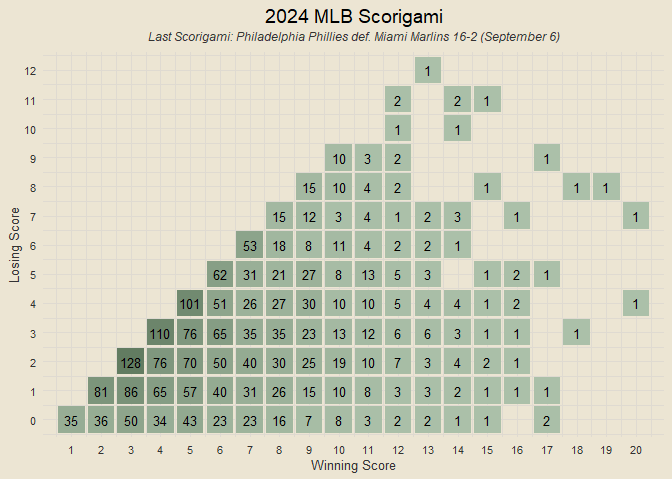 2024 MLB Scorigami
Last Scorigami: Philadelphia Phillies def. Miami Marlins 16-2 (September 6)
Losing Score
12 1
11 2 2 1
10 1 1
9 10 3 2 1
8 15 10 4 2 1 1 1
7 15 12 3 4 1 2 3 1 1
6 53 18 8 11 4 2 2 1
5 62 31 21 27 8 13 5 3 1 2 1
4 101 51 26 27 30 10 10 5 4 4 1 2 1
3 110 76 65 35 35 23 13 12 6 6 3 1 1 1
2 128 76 70 50 40 30 25 19 10 7 3 4 2 1
1 81 86 65 57 40 31 26 15 10 8 3 3 2 1 1 1
0 35 36 50 34 43 23 23 16 7 8 3 2 2 1 1 2
1 2 3 4 5 6 7 8 9 10 11 12 13 14 15 16 17 18 19 20
Winning Score